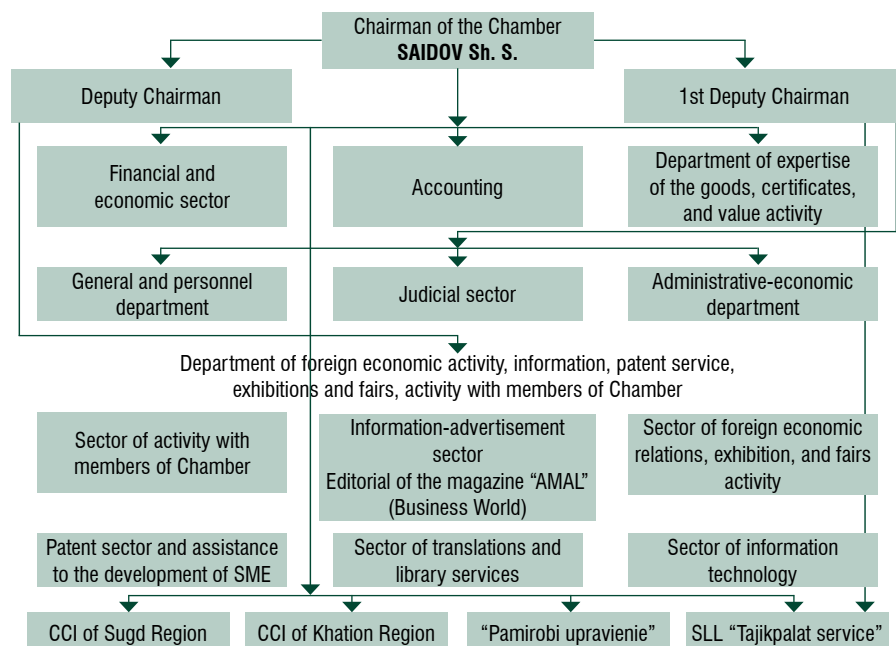 Chairman of the Chamber
SAIDOV Sh. S.
Deputy Chairman
1st Deputy Chairman
Financial and
economic sector
Accounting
Department of expertise
of the goods, certificates,
and value activity
General and personnel
department
Judicial sector
Administrative-economic
department
Department of foreign economic activity, information, patent service,
exhibitions and fairs, activity with members of Chamber
Sector of activity with
members of Chamber
Information-advertisement
sector
Editorial of the magazine “AMAL”
(Business World)
Sector of foreign economic
relations, exhibition, and fairs
activity
Patent sector and assistance
to the development of SME
Sector of translations and
library services
Sector of information
technology
CCI of Sugd Region
CCI of Khation Region
“Pamirobi upravienie”
SLL “Tajikpalat service”